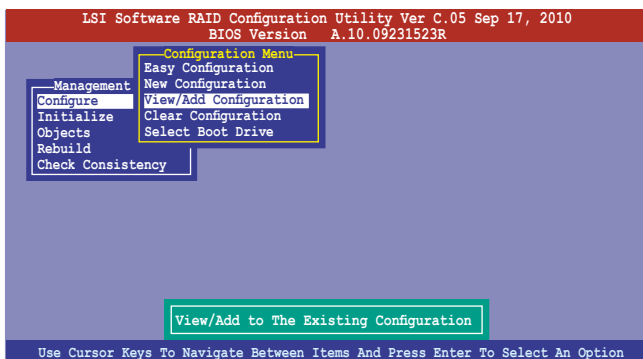 LSI Software RAID Configuration Utility Ver C.05 Sep 17, 2010
BIOS Version A.10.09231523R
Management
Configure
Initialize
Objects
Rebuild
Check Consistency
Configuration Menu
Easy Configuration
New Configuration
View/Add Configuration
Clear Configuration
Select Boot Drive
View/Add to The Existing Configuration
Use Cursor Keys To Navigate Between Items And Press Enter To Select An Option